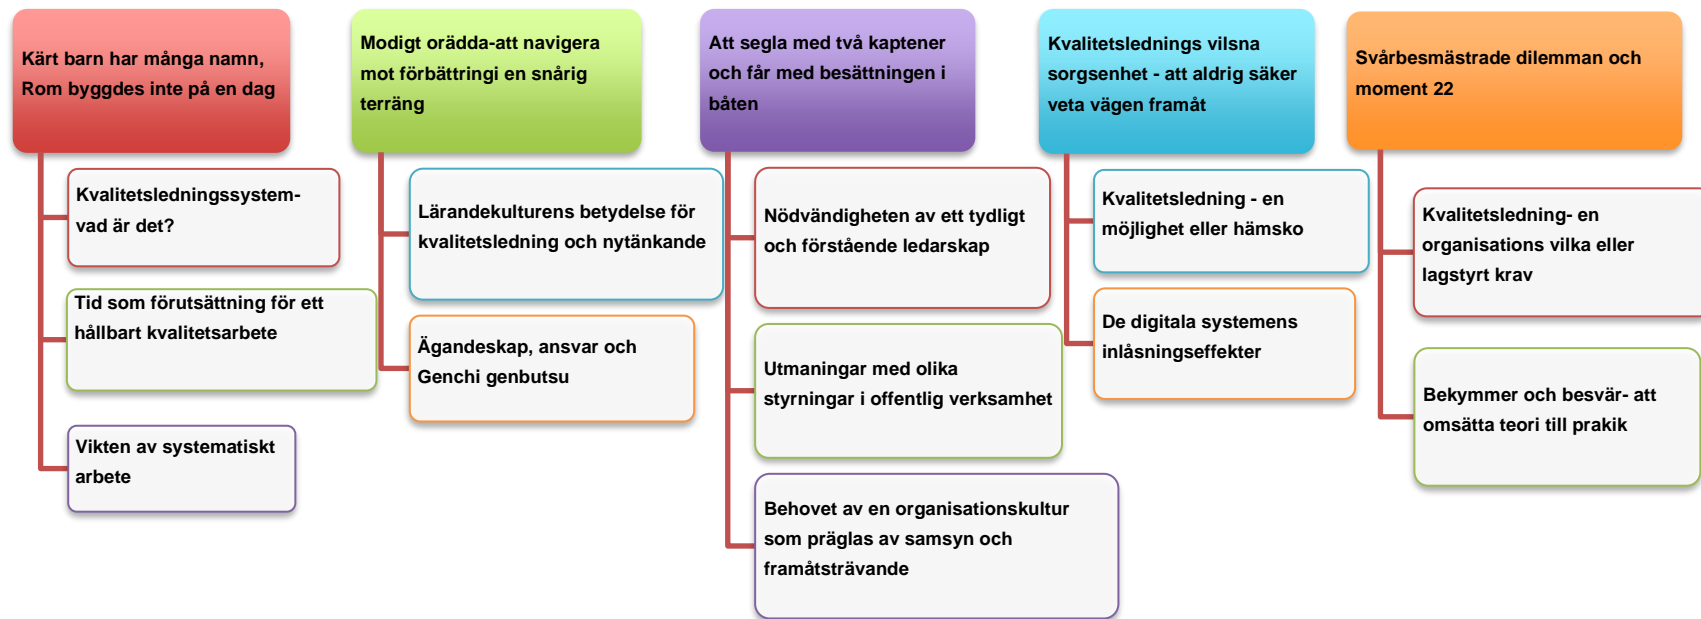 Kärt barn har många namn,
Rom byggdes inte på en dag
Kvalitetsledningssystem-
vad är det?
Tid som förutsättning för ett
hållbart kvalitetsarbete
Vikten av systematiskt
arbete
Modigt orädda-att navigera
mot förbättringi en snårig
terräng
Lärandekulturens betydelse för
kvalitetsledning och nytänkande
Ägandeskap, ansvar och
Genchi genbutsu
Att segla med två kaptener
och får med besättningen i
båten
Nödvändigheten av ett tydligt
och förstående ledarskap
Utmaningar med olika
styrningar i offentlig verksamhet
Behovet av en organisationskultur
som präglas av samsyn och
framåtsträvande
Kvalitetslednings vilsna
sorgsenhet - att aldrig säker
veta vägen framåt
Kvalitetsledning - en
möjlighet eller hämsko
De digitala systemens
inlåsningseffekter
Svårbesmästrade dilemman och
moment 22
Kvalitetsledning- en
organisations vilka eller
lagstyrt krav
Bekymmer och besvär- att
omsätta teori till prakik